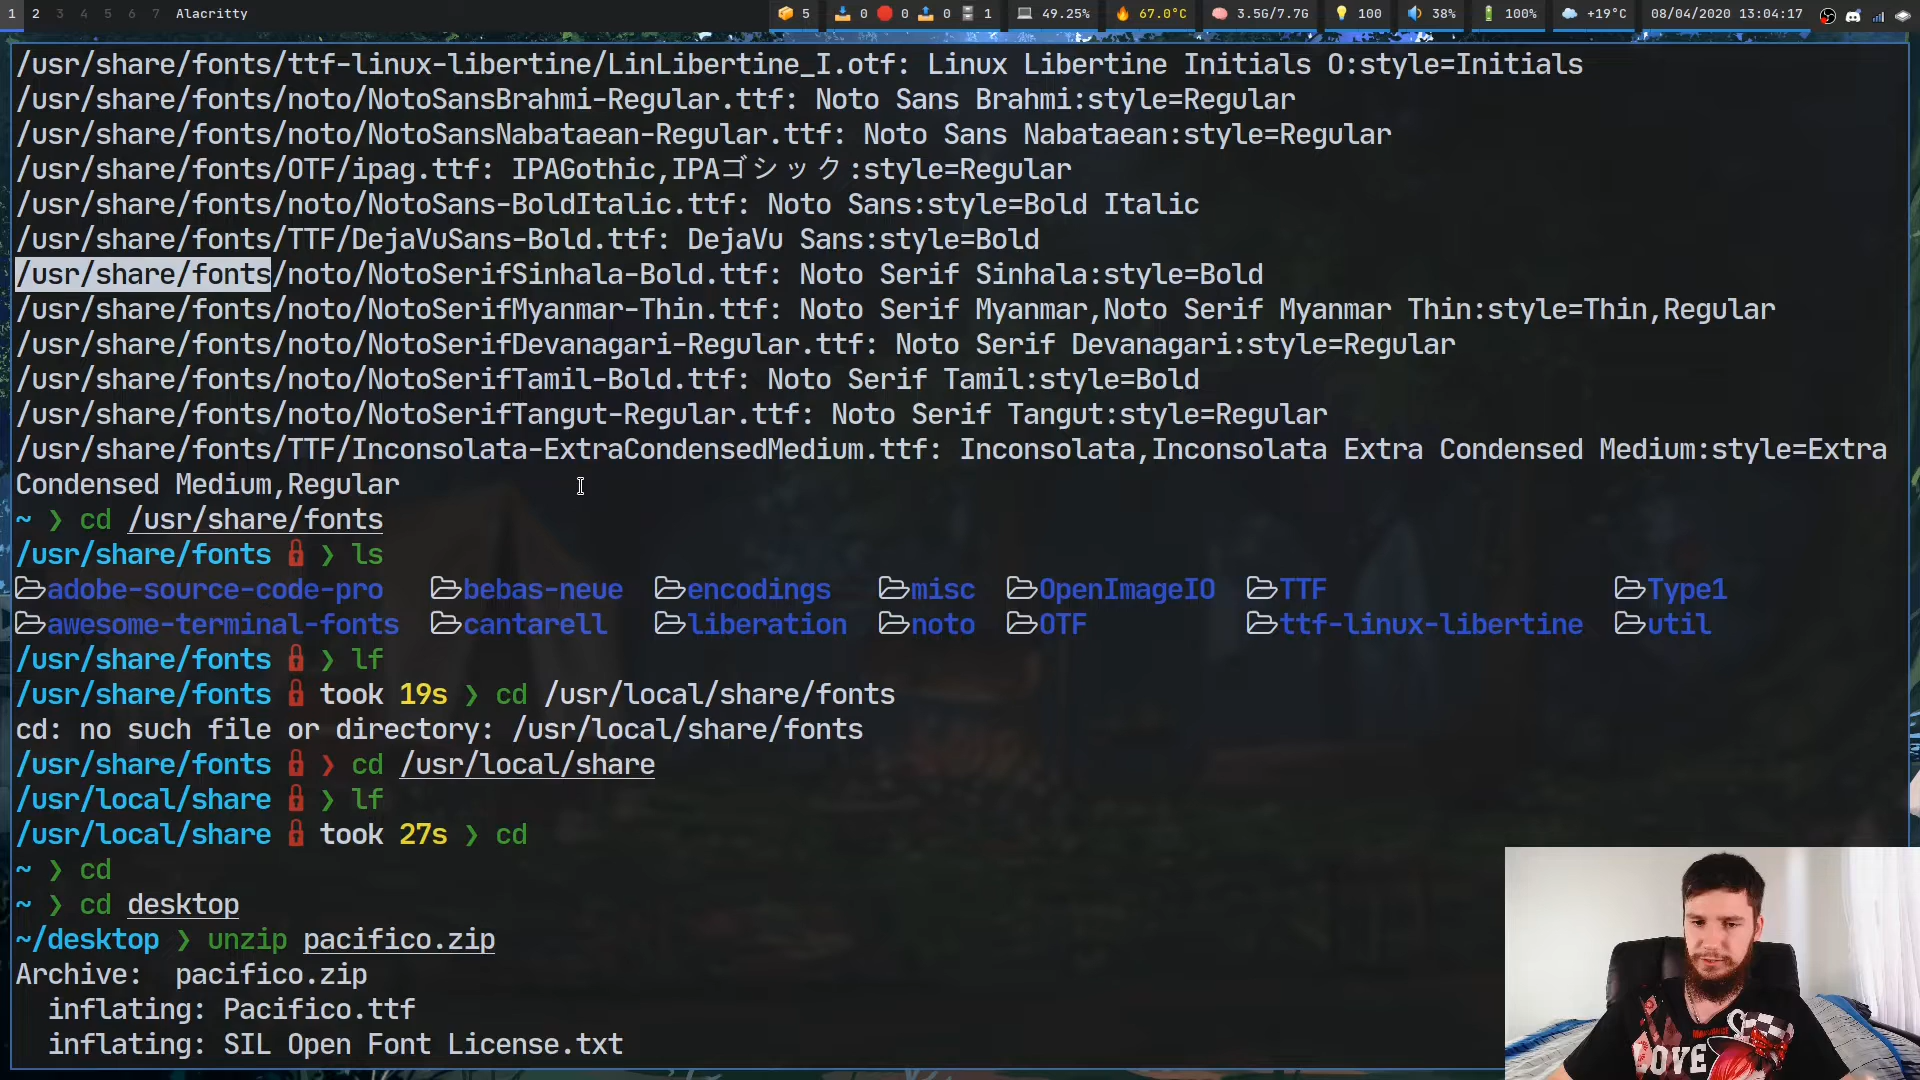 1 2 3 4 5 6 7 Alacritty 5 0 0 0 1 49.25% 67.0°C 3.5G/7.7G 100 38% 100% +19°C 08/04/2020 13:04:17
/usr/share/fonts/ttf-linux-libertine/LinLibertine_I.otf: Linux Libertine Initials O:style=Initials
/usr/share/fonts/noto/NotoSansBrahmi-Regular.ttf: Noto Sans Brahmi:style=Regular
/usr/share/fonts/noto/NotoSansNabataean-Regular.ttf: Noto Sans Nabataean:style=Regular
/usr/share/fonts/OTF/ipag.ttf: IPAGothic,IPAゴシック:style=Regular
/usr/share/fonts/noto/NotoSans-BoldItalic.ttf: Noto Sans:style=Bold Italic
/usr/share/fonts/TTF/DejaVuSans-Bold.ttf: DejaVu Sans:style=Bold
/usr/share/fonts/noto/NotoSerifSinhala-Bold.ttf: Noto Serif Sinhala:style=Bold
/usr/share/fonts/noto/NotoSerifMyanmar-Thin.ttf: Noto Serif Myanmar,Noto Serif Myanmar Thin:style=Thin,Regular
/usr/share/fonts/noto/NotoSerifDevanagari-Regular.ttf: Noto Serif Devanagari:style=Regular
/usr/share/fonts/noto/NotoSerifTamil-Bold.ttf: Noto Serif Tamil:style=Bold
/usr/share/fonts/noto/NotoSerifTangut-Regular.ttf: Noto Serif Tangut:style=Regular
/usr/share/fonts/TTF/Inconsolata-ExtraCondensedMedium.ttf: Inconsolata,Inconsolata Extra Condensed Medium:style=Extra
Condensed Medium,Regular
~ ❯ cd /usr/share/fonts
/usr/share/fonts ❯ ls
adobe-source-code-pro bebas-neue encodings misc OpenImageIO TTF Type1
awesome-terminal-fonts cantarell liberation noto OTF ttf-linux-libertine util
/usr/share/fonts ❯ lf
/usr/share/fonts took 19s ❯ cd /usr/local/share/fonts
cd: no such file or directory: /usr/local/share/fonts
/usr/share/fonts ❯ cd /usr/local/share
/usr/local/share ❯ lf
/usr/local/share took 27s ❯ cd
~ ❯ cd
~ ❯ cd desktop
~/desktop ❯ unzip pacifico.zip
Archive: pacifico.zip
inflating: Pacifico.ttf
inflating: SIL Open Font License.txt
LOVE